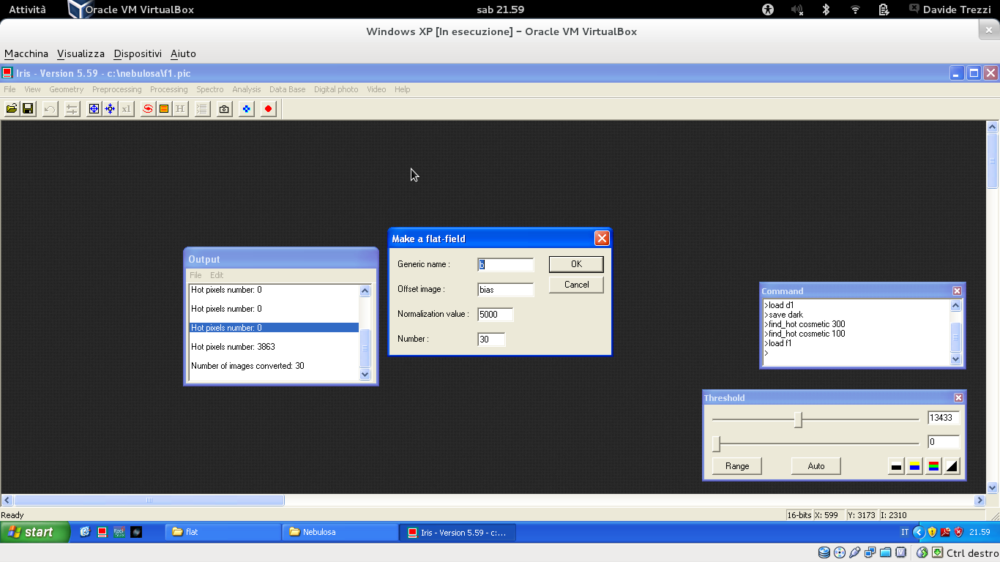 Attività Oracle VM VirtualBox sab 21.59 Davide Trezzi
Windows XP [In esecuzione] – Oracle VM VirtualBox
Macchina Visualizza Dispositivi Aiuto
Iris - Version 5.59 - c:\nebulosa\f1.pic
File View Geometry Preprocessing Processing Spectro Analysis Data Base Digital photo Video Help
x1 H
Output
File Edit
Hot pixels number: 0
Hot pixels number: 0
Hot pixels number: 0
Hot pixels number: 3863
Number of images converted: 30
Make a flat-field
Generic name :
OK
Offset image : bias
Cancel
Normalization value : 5000
Number : 30
Command
>load d1
>save dark
>find_hot cosmetic 300
>find_hot cosmetic 100
>load f1
>
Threshold
13433
0
Range Auto
Ready 16-bits X: 599 Y: 3173 I: 2310
start flat Nebulosa Iris - Version 5.59 - c:... IT 21.59
Ctrl destro